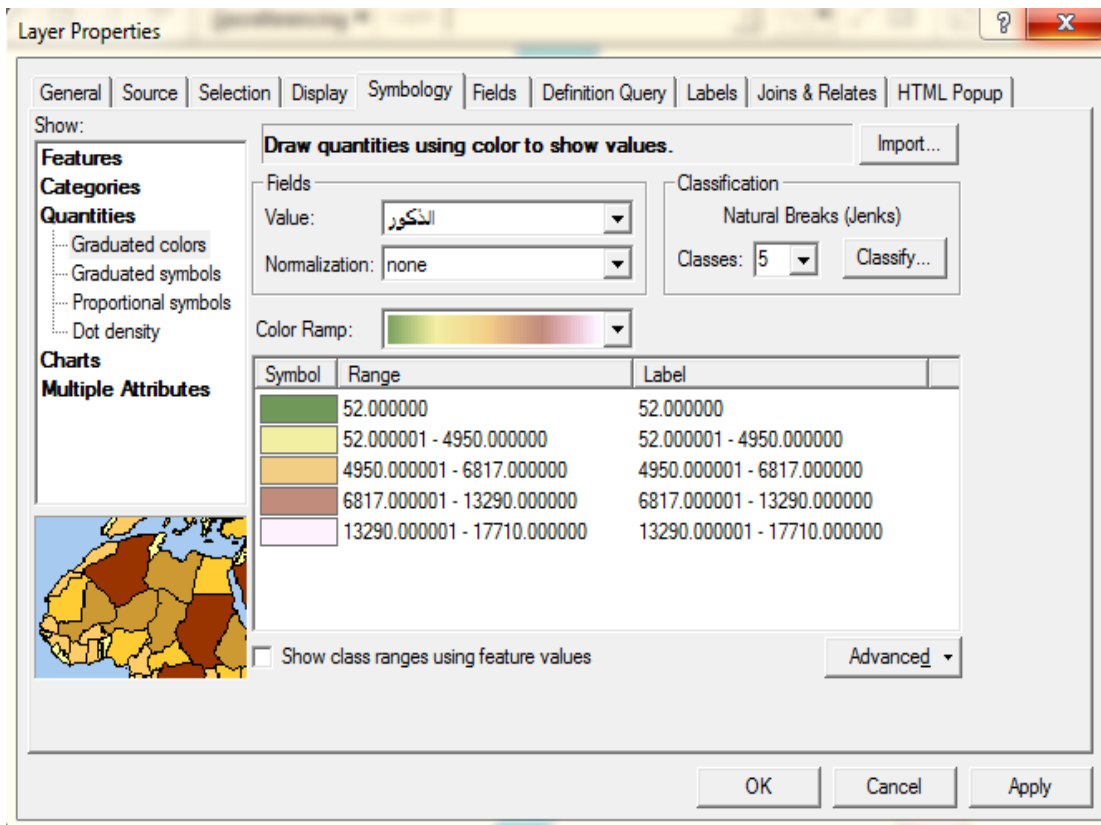 Layer Properties
General Source Selection Display Symbology Fields Definition Query Labels Joins & Relates HTML Popup
Show:
Features
Categories
Quantities
Graduated colors
Graduated symbols
Proportional symbols
Dot density
Charts
Multiple Attributes
Draw quantities using color to show values.
Import...
Fields
Value: الذكور
Normalization: none
Classification
Natural Breaks (Jenks)
Classes: 5 Classify...
Color Ramp:
Symbol Range Label
52.000000 52.000000
52.000001 - 4950.000000 52.000001 - 4950.000000
4950.000001 - 6817.000000 4950.000001 - 6817.000000
6817.000001 - 13290.000000 6817.000001 - 13290.000000
13290.000001 - 17710.000000 13290.000001 - 17710.000000
Show class ranges using feature values
Advanced
OK Cancel Apply